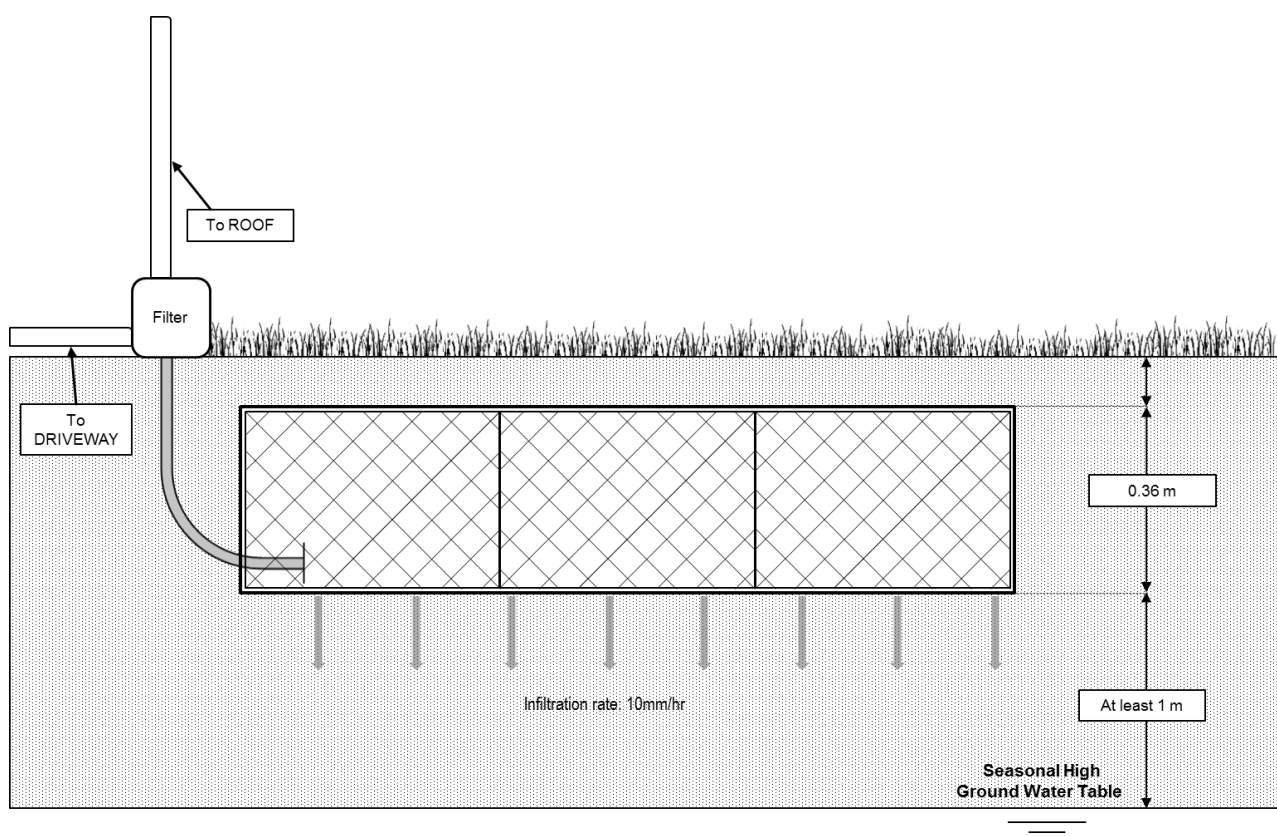 To ROOF
Filter
To
DRIVEWAY
0.36 m
Infiltration rate: 10mm/hr
At least 1 m
Seasonal High
Ground Water Table